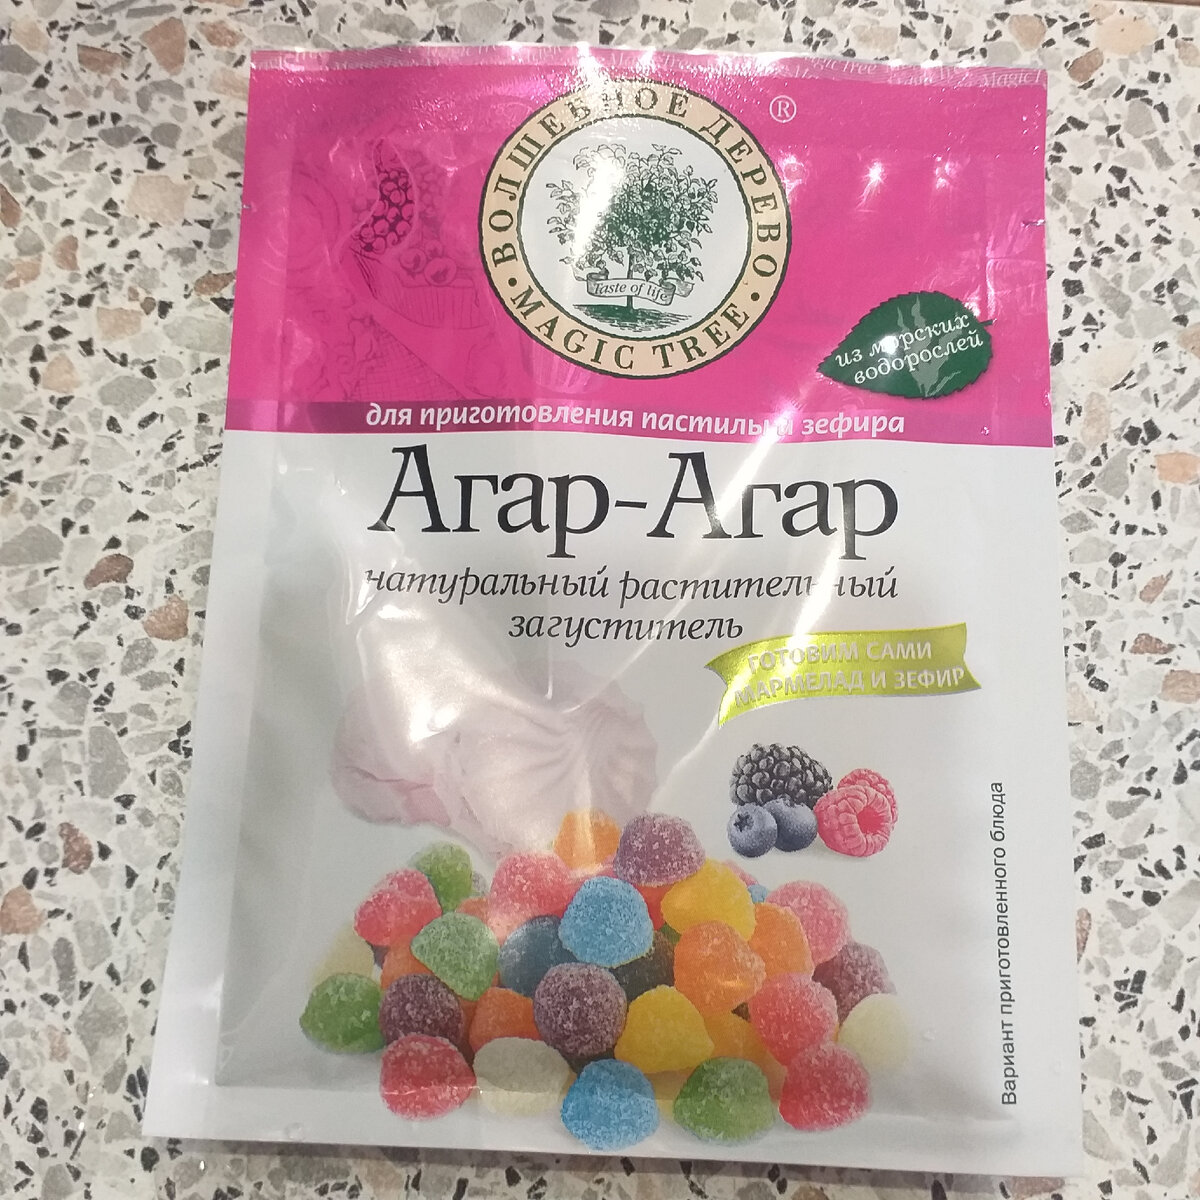 ВОЛШЕБНОЕ ДЕРЕВО
MAGIC TREE
®
Taste of life
из морских
водорослей
для приготовления пастилы и зефира
Агар-Агар
натуральный растительный
загуститель
ГОТОВИМ САМИ
МАРМЕЛАД И ЗЕФИР
Вариант приготовленного блюда